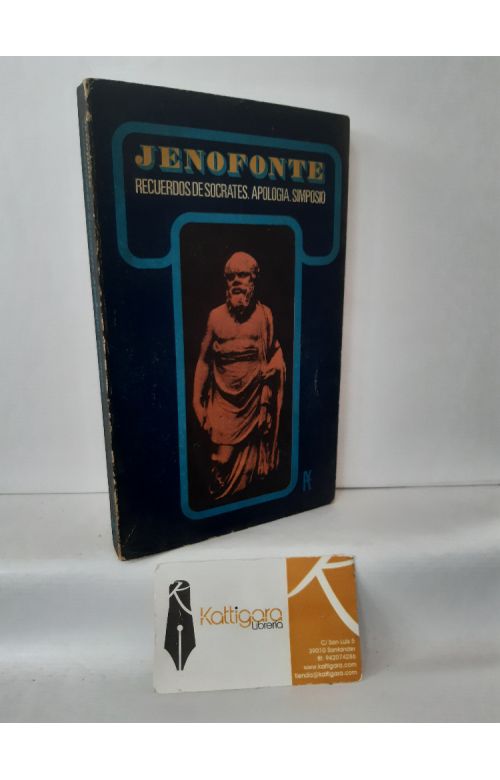 JENOFONTE
RECUERDOS DE SOCRATES. APOLOGIA. SIMPOSIO
Kattigara
Librería
C/ San Luis 5
39010 Santander
tlf. 942074286
www.kattigara.com
tienda@kattigara.com